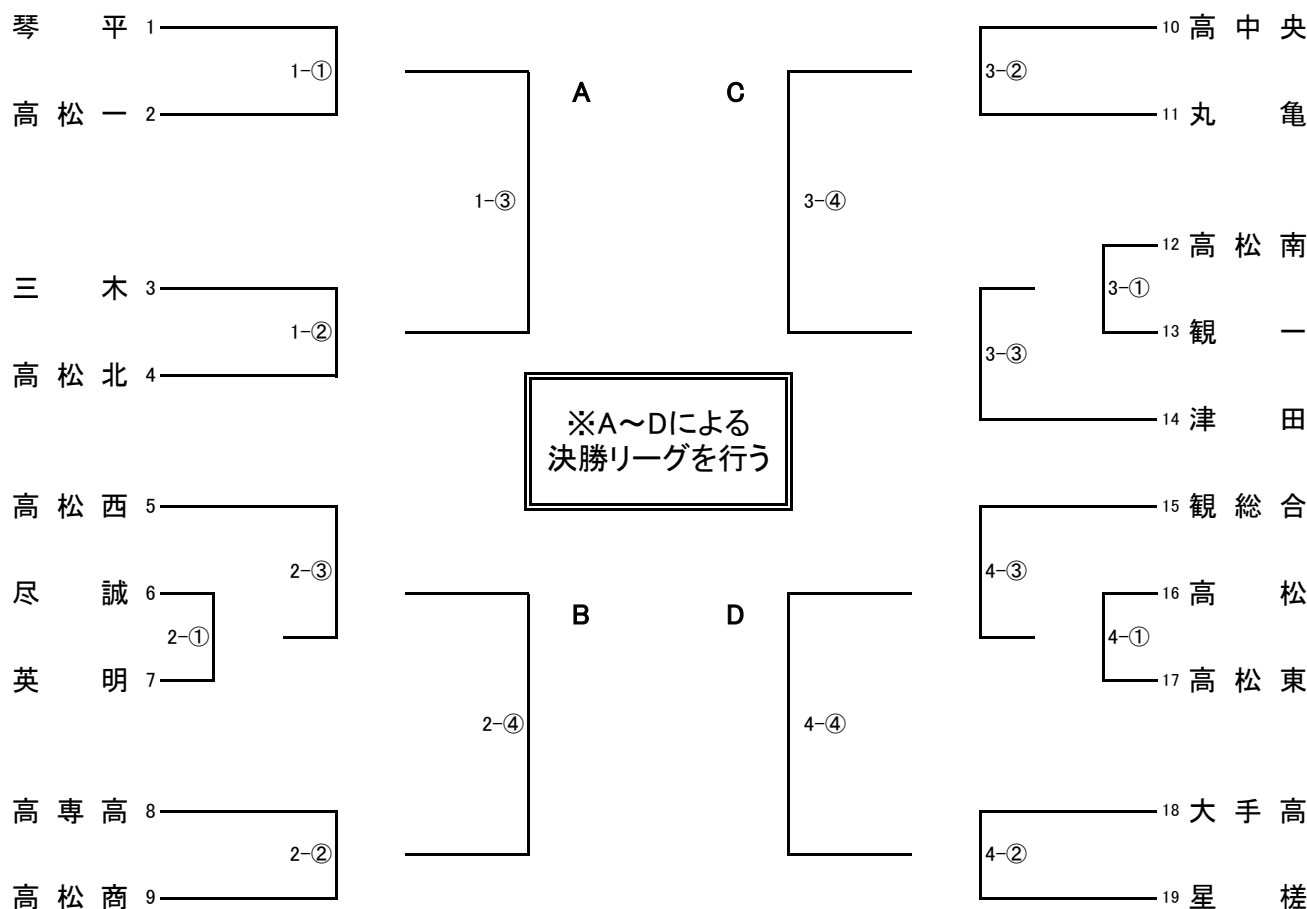 琴平 1
1-①
高松一 2
1-③
三木 3
1-②
高松北 4
A
高松西 5
2-③
尽誠 6
2-①
英明 7
2-④
高専高 8
2-②
高松商 9
B
※A～Dによる
決勝リーグを行う
C
10 高中央
3-②
11 丸亀
3-④
12 高松南
3-①
13 観一
3-③
14 津田
D
15 観総合
4-③
16 高松
4-①
17 高松東
4-④
18 大手高
4-②
19 星槎